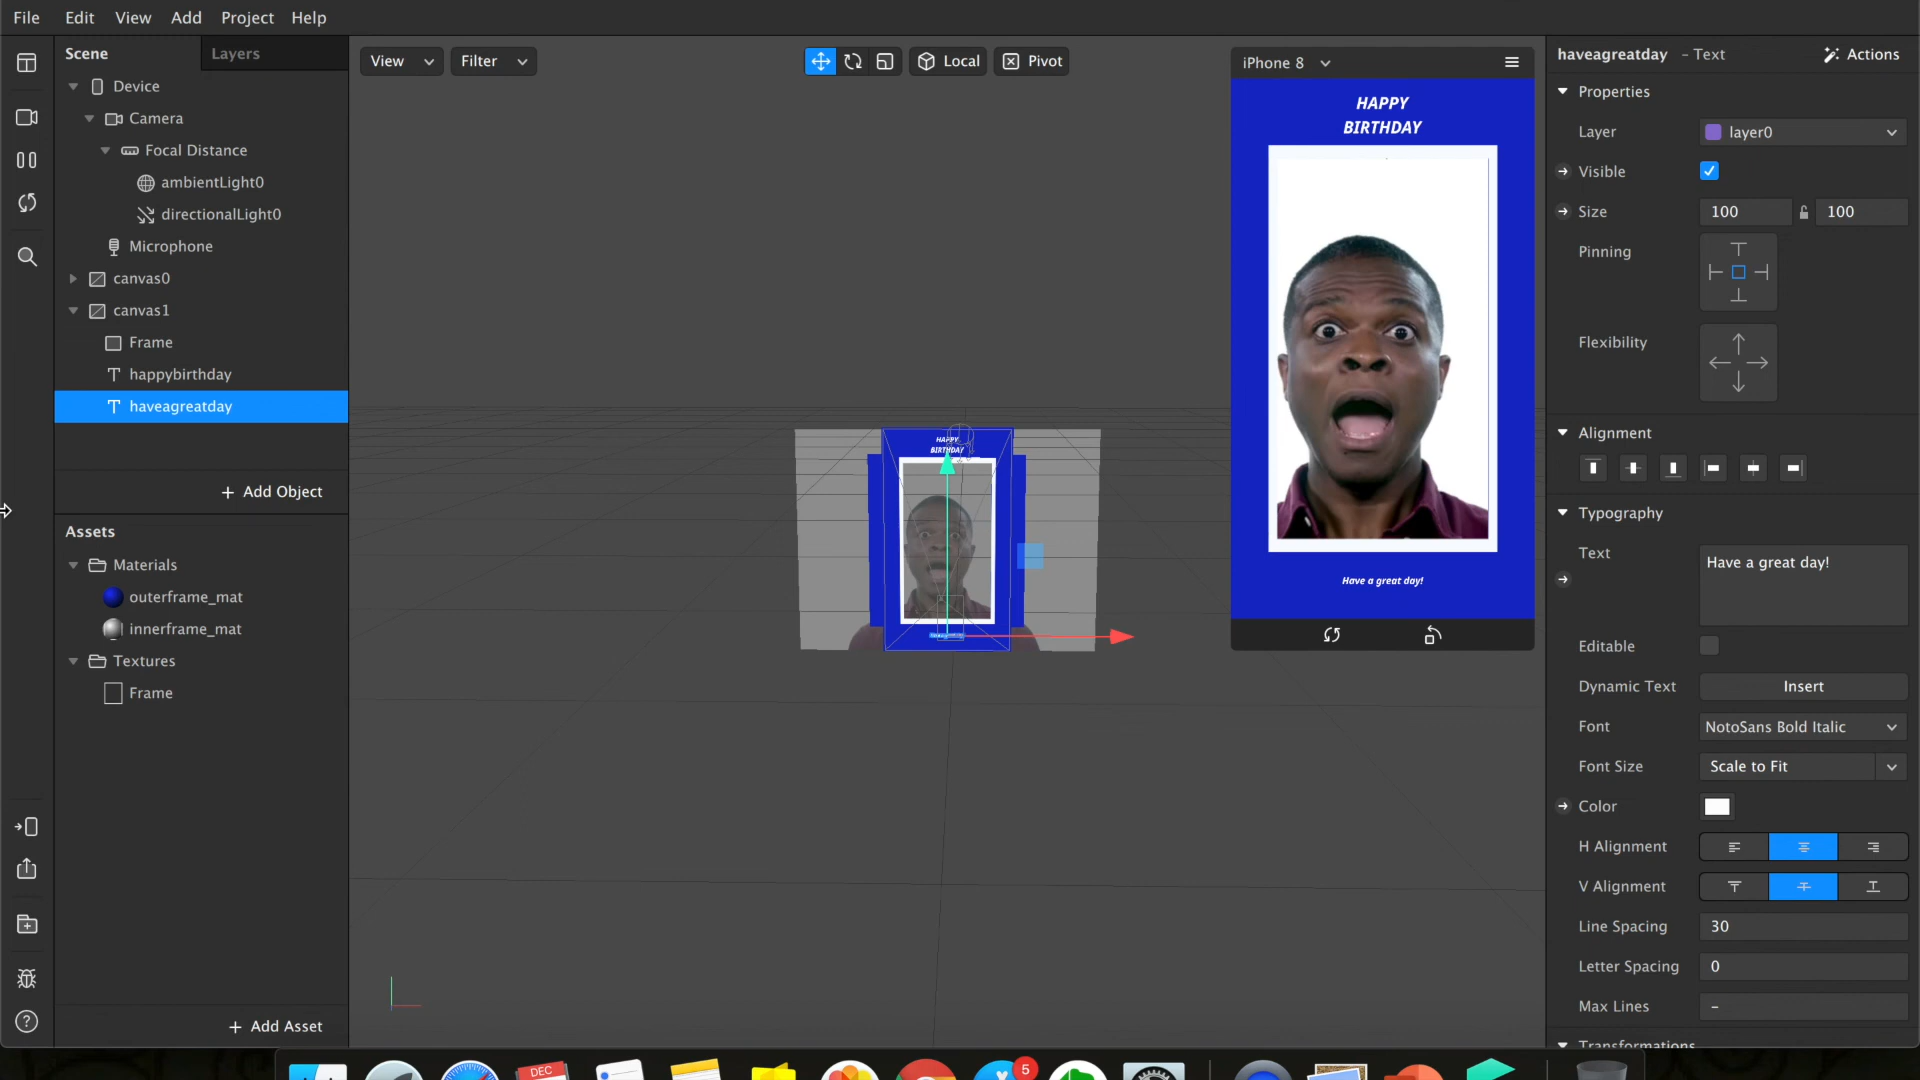 File Edit View Add Project Help
Scene Layers
Device
Camera
Focal Distance
ambientLight0
directionalLight0
Microphone
canvas0
canvas1
Frame
happybirthday
haveagreatday
+ Add Object
Assets
Materials
outerframe_mat
innerframe_mat
Textures
Frame
+ Add Asset
View Filter
Local Pivot
HAPPY
BIRTHDAY
iPhone 8
HAPPY
BIRTHDAY
Have a great day!
haveagreatday - Text Actions
Properties
Layer layer0
Visible
Size 100 100
Pinning
Flexibility
Alignment
Typography
Text Have a great day!
Editable
Dynamic Text Insert
Font NotoSans Bold Italic
Font Size Scale to Fit
Color
H Alignment
V Alignment
Line Spacing 30
Letter Spacing 0
Max Lines -
Transformations
DEC
5